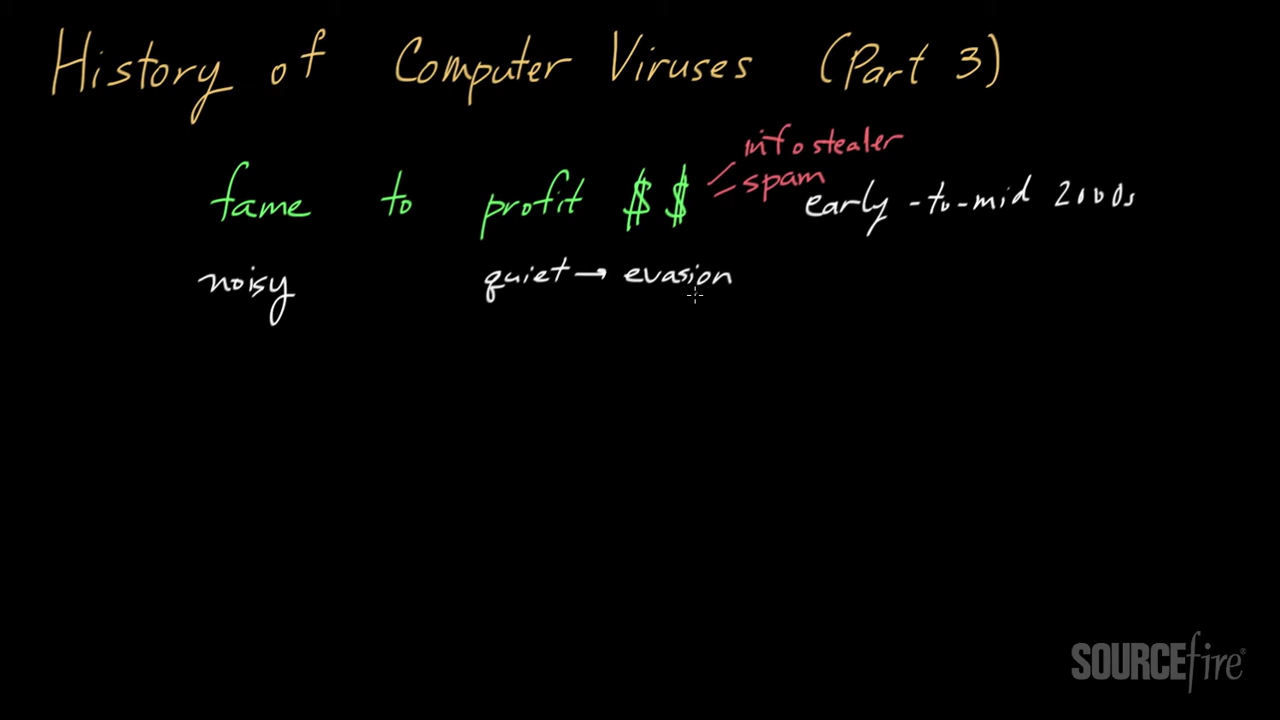 History of Computer Viruses (Part 3)
infostealer
spam
fame to profit $$ early-to-mid 2000s
noisy quiet → evasion
SOURCEfire®